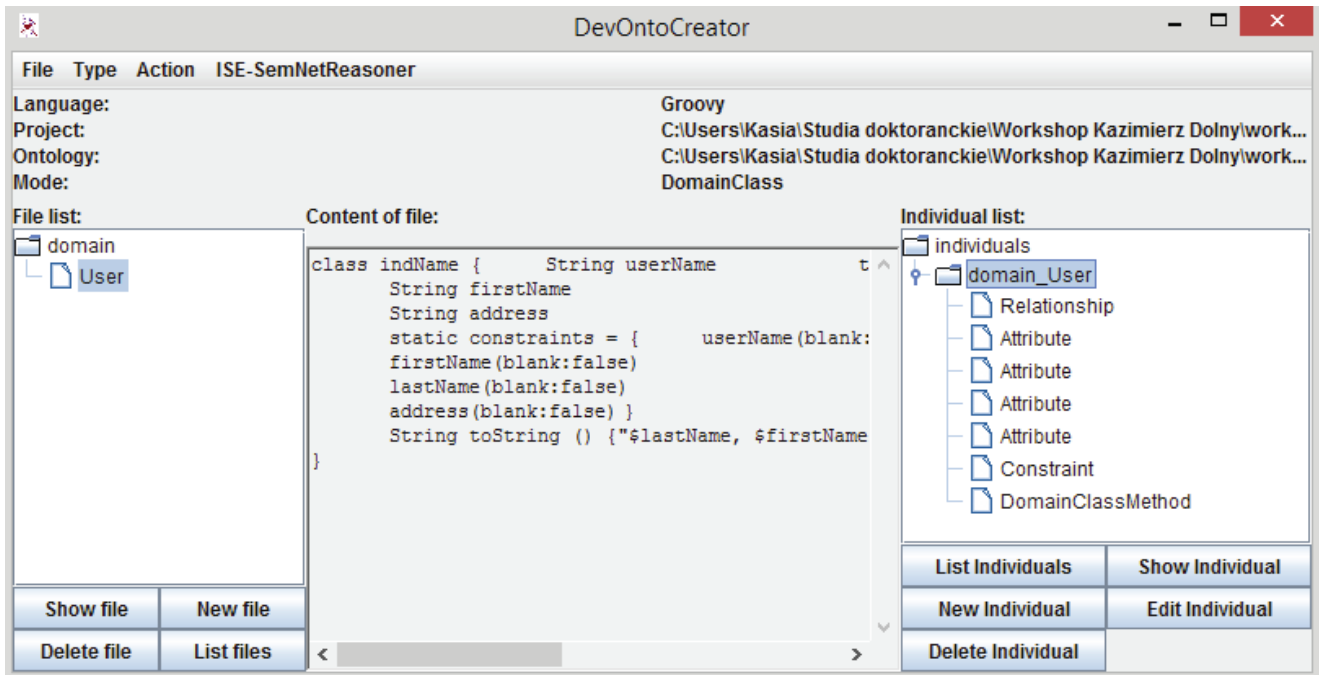 DevOntoCreator
File Type Action ISE-SemNetReasoner
Language: Groovy
Project: C:\Users\Kasia\Studia doktoranckie\Workshop Kazimierz Dolny\work...
Ontology: C:\Users\Kasia\Studia doktoranckie\Workshop Kazimierz Dolny\work...
Mode: DomainClass
File list:
domain
User
Show file New file
Delete file List files
Content of file:
class indName { String userName t
String firstName
String address
static constraints = { userName(blank:
firstName(blank:false)
lastName(blank:false)
address(blank:false) }
String toString () {"$lastName, $firstName
}
Individual list:
individuals
domain_User
Relationship
Attribute
Attribute
Attribute
Attribute
Constraint
DomainClassMethod
List Individuals Show Individual
New Individual Edit Individual
Delete Individual